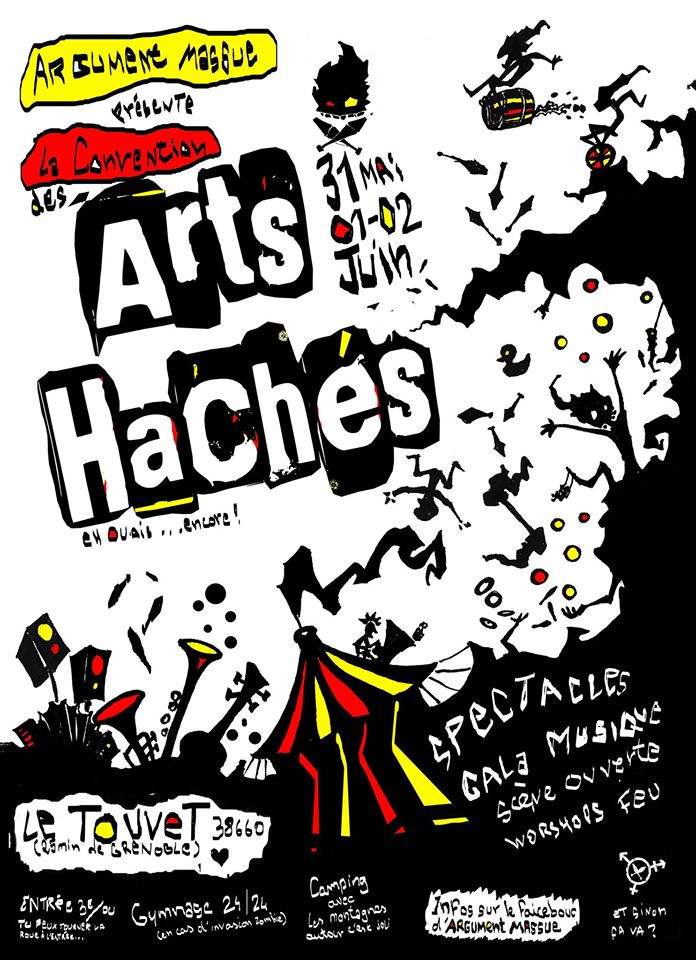 ARGUMENT MASSUE
PRÉSENTE
La Convention
des
Arts
Hachés
eH OUais ... encore!
31 MAi
01-02
Juin
SPECTACLES
GALA MUSIQUE
Scène ouverte
WORSHOPS FEU
LE TOUVET 38660
(25min de GRENOBLE)
ENTRÉE 3€/OU
TU PEUX TOURNER LA
ROUE À L'ENTRÉE...
Gymnase 24/24
(en cas d'invasion Zombie)
Camping
avec
Les montagnes
autour c'est joli
Infos sur le faicebouc
d'ARGUMENT MASSUE
ET SINON
ÇA VA ?